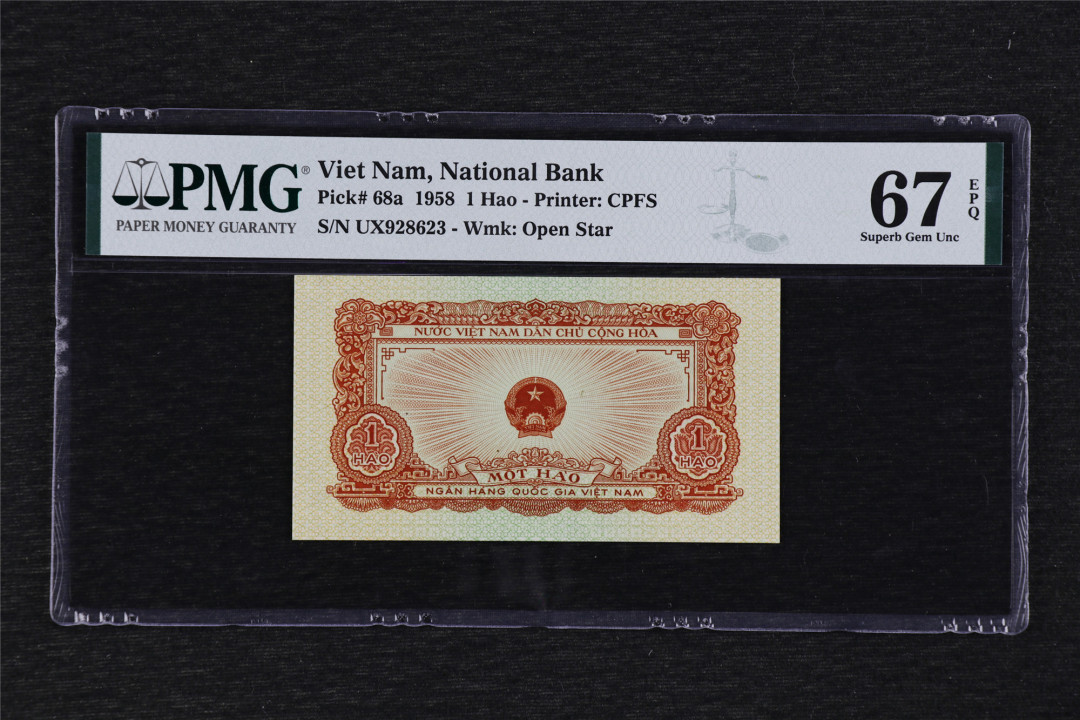 PMG®
PAPER MONEY GUARANTY
Viet Nam, National Bank
Pick# 68a 1958 1 Hao - Printer: CPFS
S/N UX928623 - Wmk: Open Star
67
EPQ
Superb Gem Unc
NƯỚC VIỆT NAM DÂN CHỦ CỘNG HÒA
1
HÀO
1
HÀO
MỘT HÀO
NGÂN HÀNG QUỐC GIA VIỆT NAM